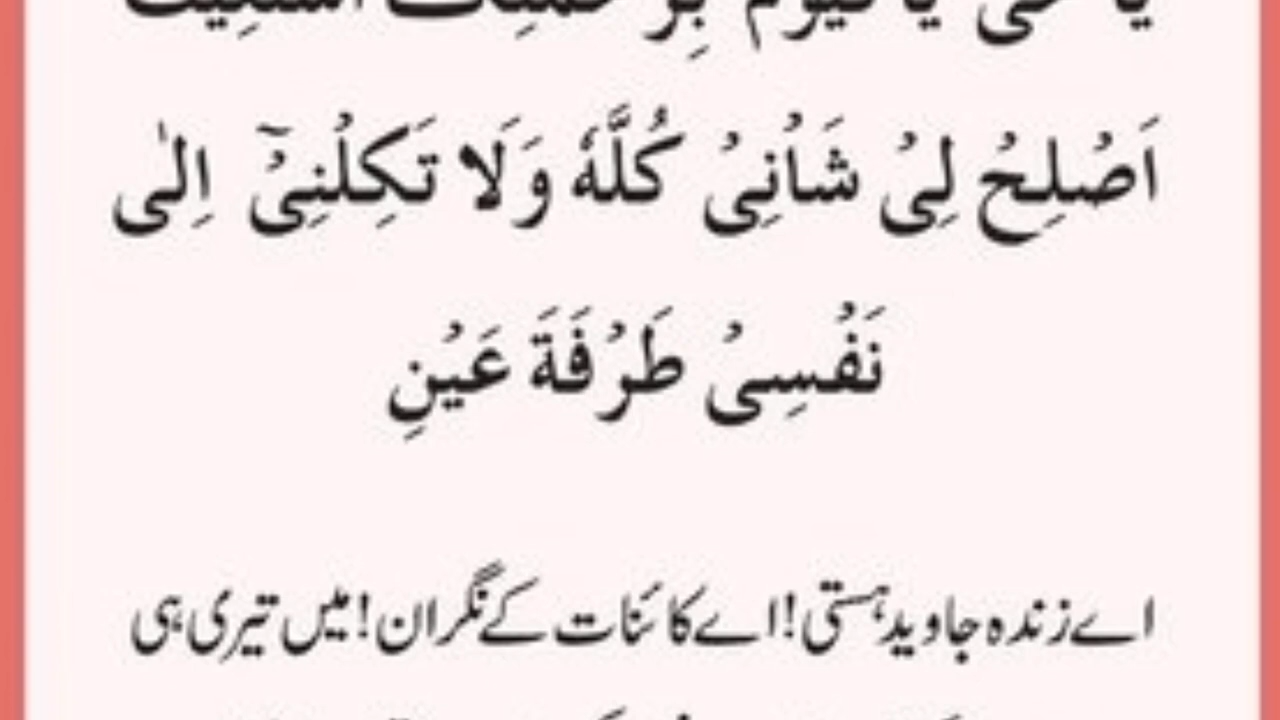 یَا حَیُّ یَا قَیُّوْمُ بِرَحْمَتِكَ اَسْتَغِیْثُ
اَصْلِحْ لِیْ شَاْنِیْ كُلَّهٗ وَلَا تَكِلْنِیْٓ اِلٰی
نَفْسِیْ طَرْفَةَ عَیْنٍ
اے زندہ جاوید ہستی! اے کائنات کے نگران! میں تیری ہی